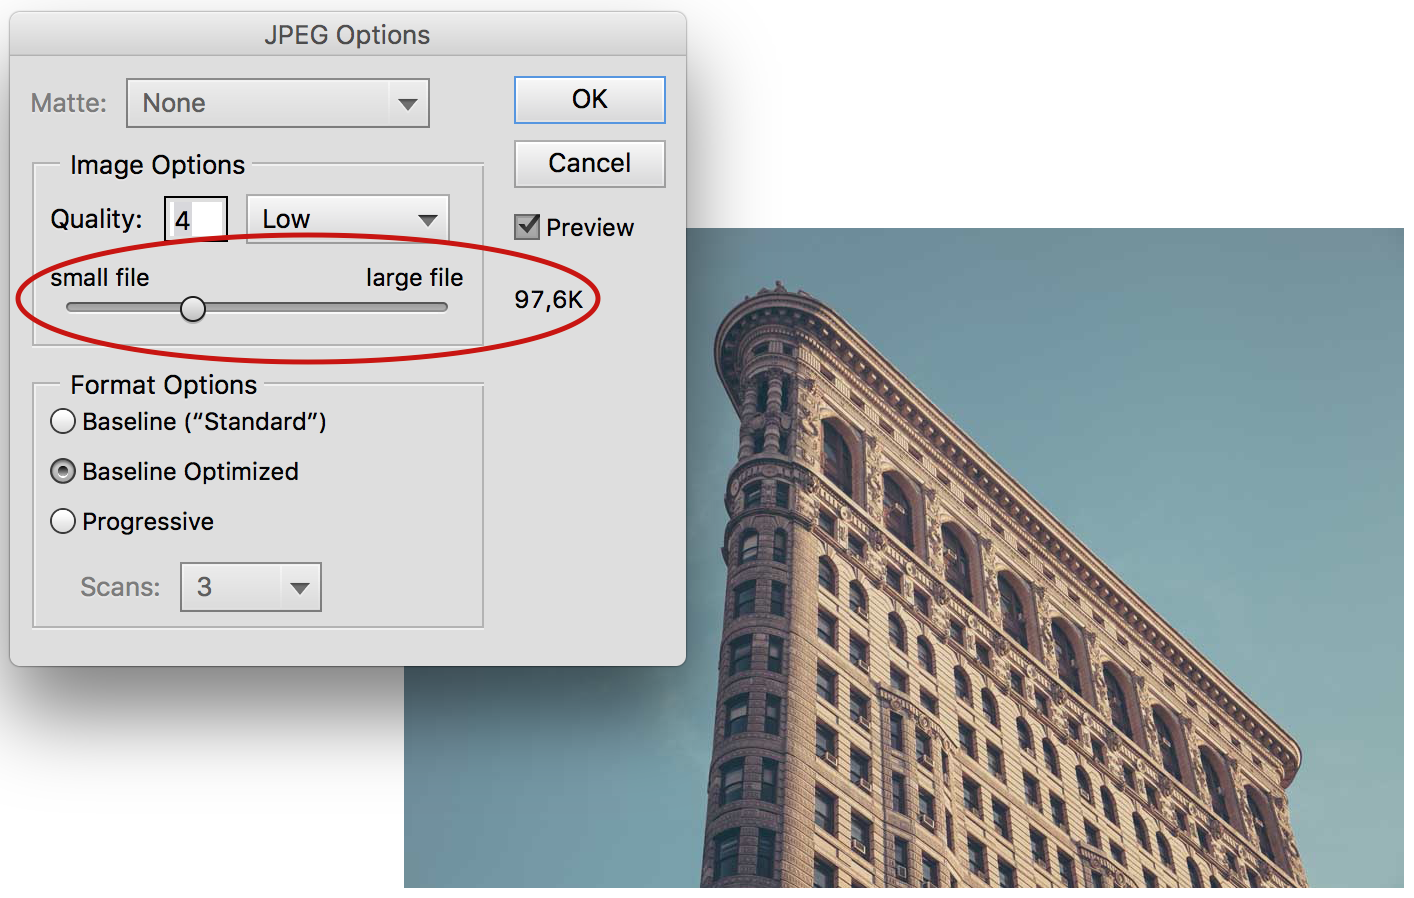 JPEG Options
Matte: None
OK
Cancel
Image Options
Quality: 4 Low
Preview
small file large file
97,6K
Format Options
Baseline (“Standard”)
Baseline Optimized
Progressive
Scans: 3